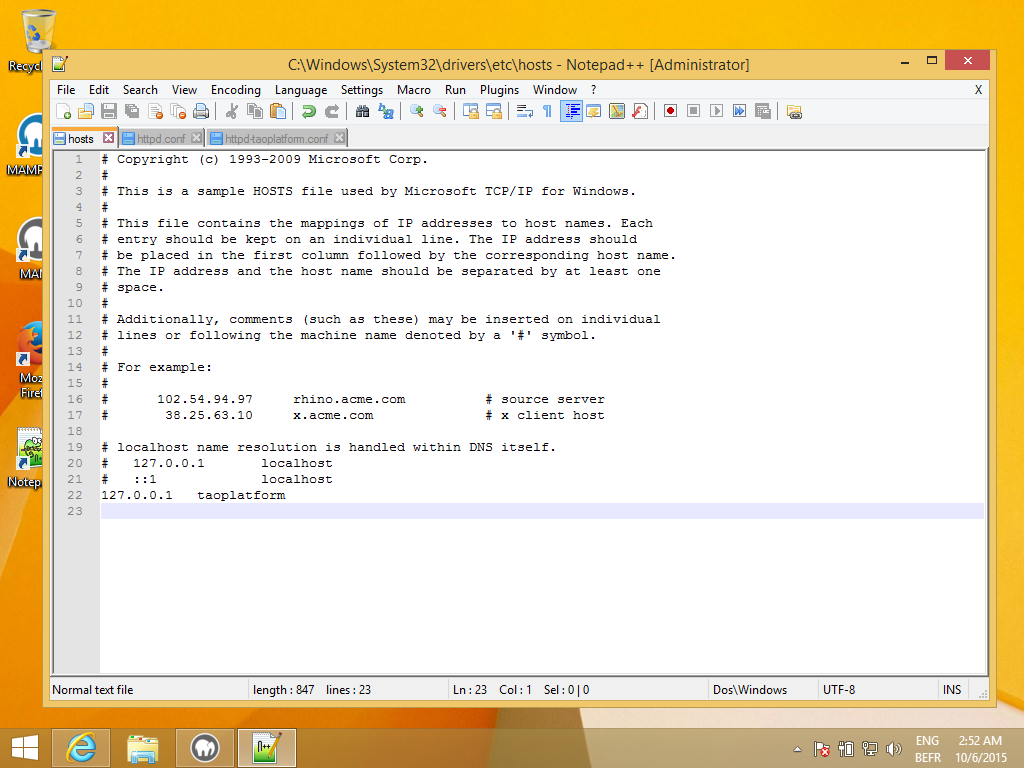 Recycl
C:\Windows\System32\drivers\etc\hosts - Notepad++ [Administrator]
File Edit Search View Encoding Language Settings Macro Run Plugins Window ? X
hosts httpd.conf httpd-taoplatform.conf
1 # Copyright (c) 1993-2009 Microsoft Corp.
2 #
3 # This is a sample HOSTS file used by Microsoft TCP/IP for Windows.
4 #
5 # This file contains the mappings of IP addresses to host names. Each
6 # entry should be kept on an individual line. The IP address should
7 # be placed in the first column followed by the corresponding host name.
8 # The IP address and the host name should be separated by at least one
9 # space.
10 #
11 # Additionally, comments (such as these) may be inserted on individual
12 # lines or following the machine name denoted by a '#' symbol.
13 #
14 # For example:
15 #
16 # 102.54.94.97 rhino.acme.com # source server
17 # 38.25.63.10 x.acme.com # x client host
18
19 # localhost name resolution is handled within DNS itself.
20 # 127.0.0.1 localhost
21 # ::1 localhost
22 127.0.0.1 taoplatform
23
MAMP
MAM
Moz
Firef
Notep
Normal text file length : 847 lines : 23 Ln : 23 Col : 1 Sel : 0 | 0 Dos\Windows UTF-8 INS
ENG 2:52 AM
BEFR 10/6/2015